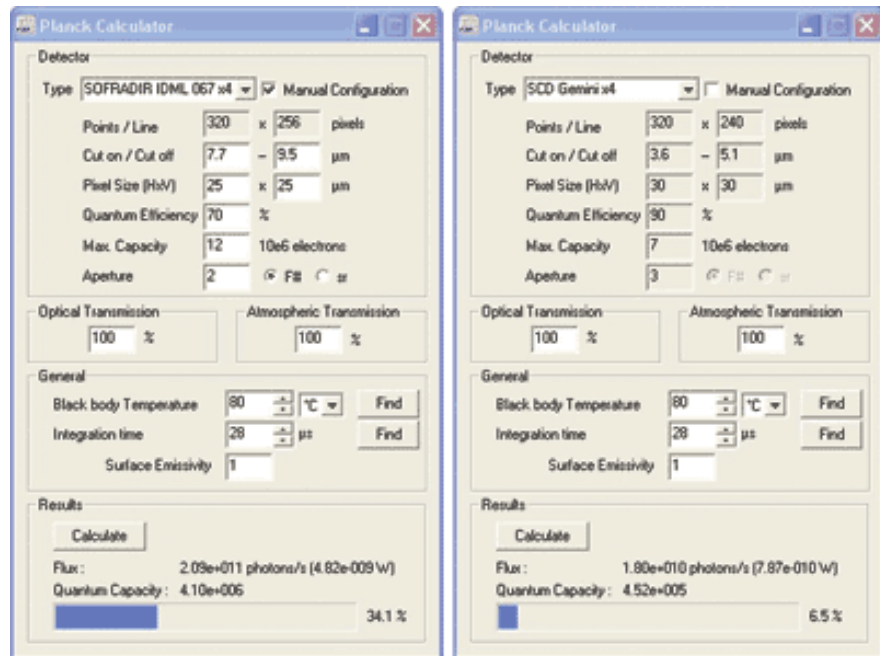 Planck Calculator
Detector
Type SOFRADIR IDML 067 x4 Manual Configuration
Points / Line 320 x 256 pixels
Cut on / Cut off 7.7 - 9.5 µm
Pixel Size (HxV) 25 x 25 µm
Quantum Efficiency 70 %
Max. Capacity 12 10e6 electrons
Aperture 2 F# sr
Optical Transmission Atmospheric Transmission
100 % 100 %
General
Black body Temperature 80 °C Find
Integration time 28 µs Find
Surface Emissivity 1
Results
Calculate
Flux : 2.09e+011 photons/s (4.82e-009 W)
Quantum Capacity : 4.10e+006
34.1 %
Planck Calculator
Detector
Type SCD Gemini x4 Manual Configuration
Points / Line 320 x 240 pixels
Cut on / Cut off 3.6 - 5.1 µm
Pixel Size (HxV) 30 x 30 µm
Quantum Efficiency 90 %
Max. Capacity 7 10e6 electrons
Aperture 3 F# sr
Optical Transmission Atmospheric Transmission
100 % 100 %
General
Black body Temperature 80 °C Find
Integration time 28 µs Find
Surface Emissivity 1
Results
Calculate
Flux : 1.80e+010 photons/s (7.87e-010 W)
Quantum Capacity : 4.52e+005
6.5 %